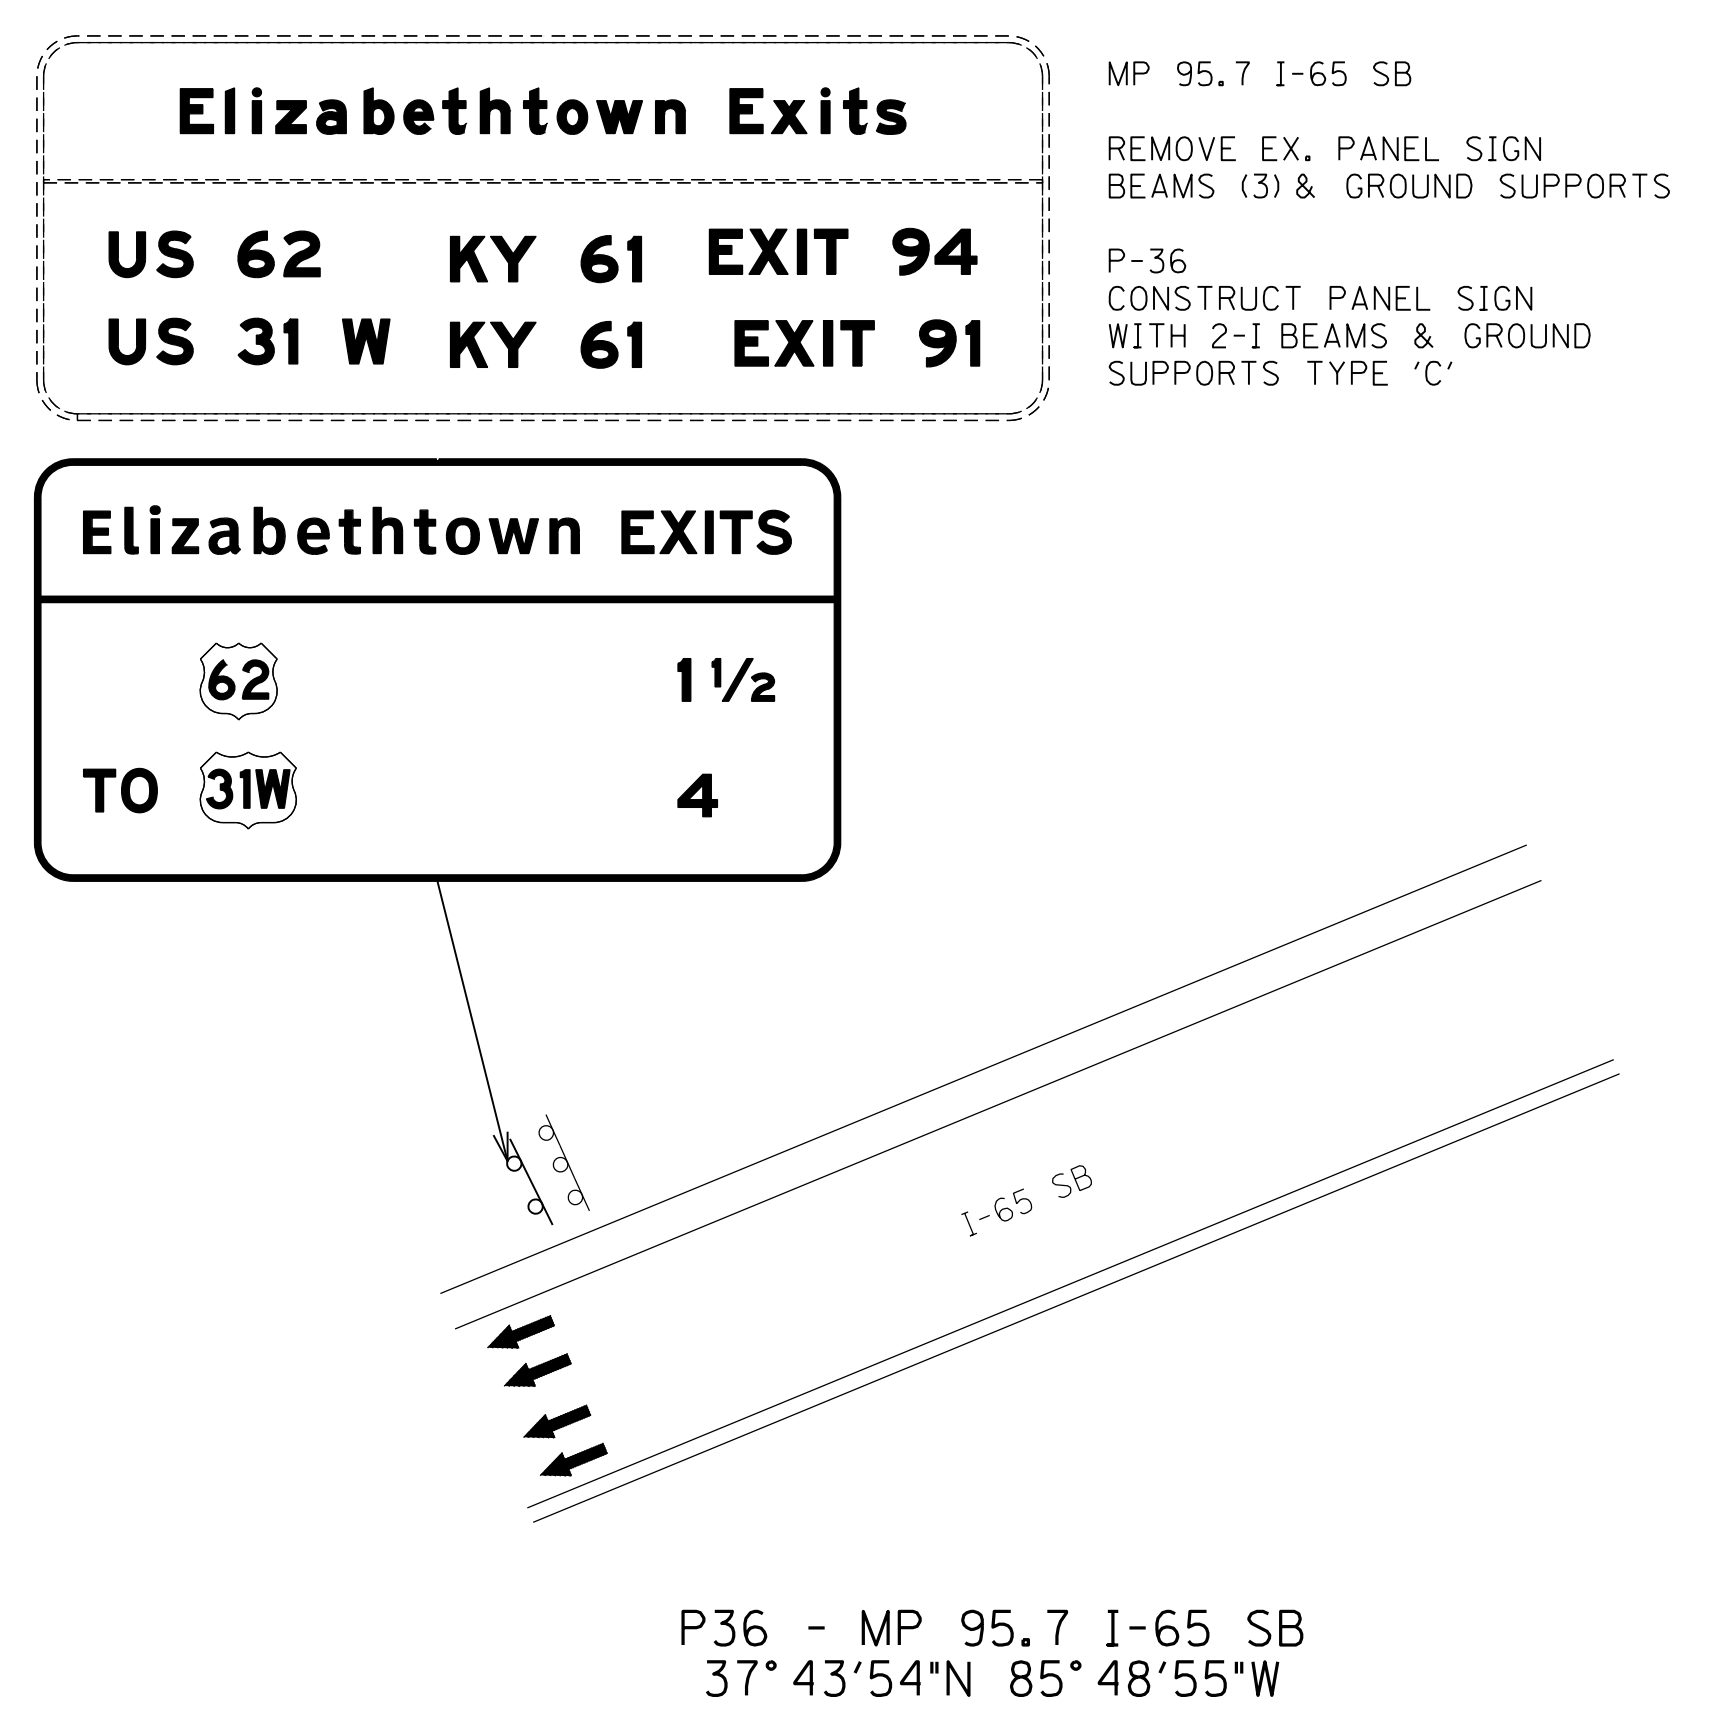 Elizabethtown Exits
US 62 KY 61 EXIT 94
US 31 W KY 61 EXIT 91
MP 95.7 I-65 SB
REMOVE EX. PANEL SIGN
BEAMS (3) & GROUND SUPPORTS
P-36
CONSTRUCT PANEL SIGN
WITH 2-I BEAMS & GROUND
SUPPORTS TYPE 'C'
Elizabethtown EXITS
62 1 1/2
TO 31W 4
I-65 SB
P36 - MP 95.7 I-65 SB
37°43'54"N 85°48'55"W